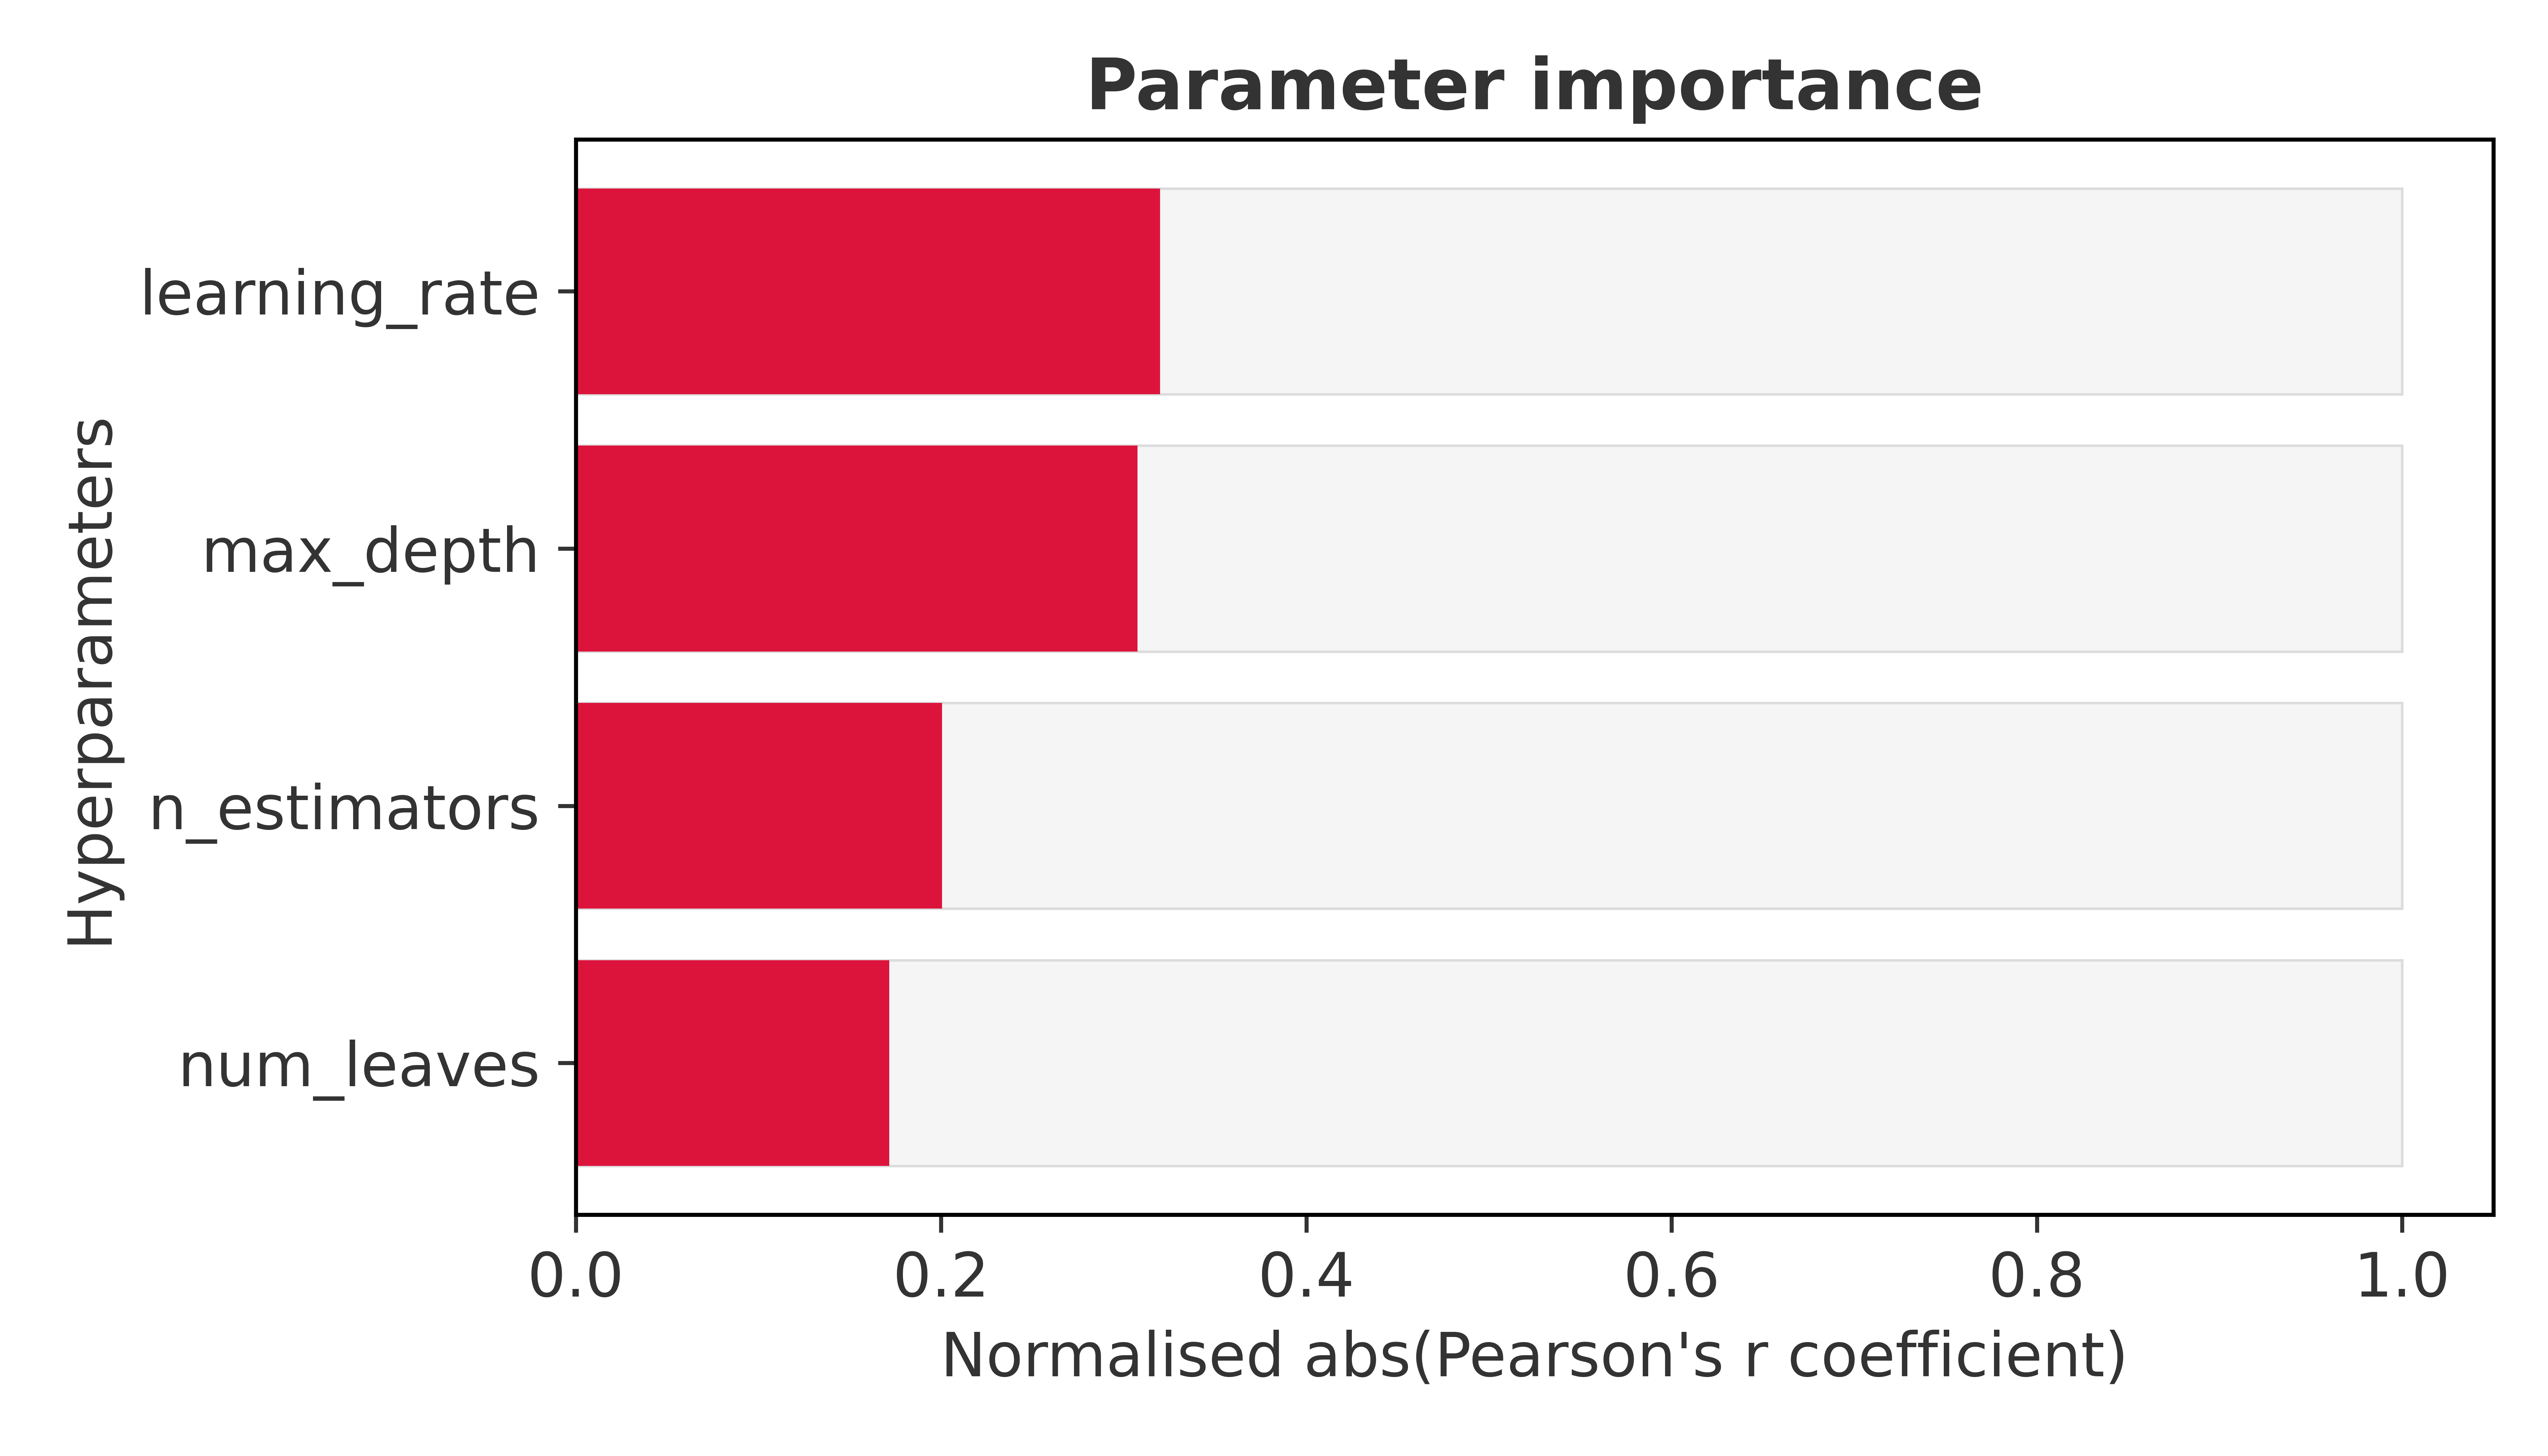 Parameter importance
Hyperparameters
learning_rate
max_depth
n_estimators
num_leaves
0.0 0.2 0.4 0.6 0.8 1.0
Normalised abs(Pearson's r coefficient)